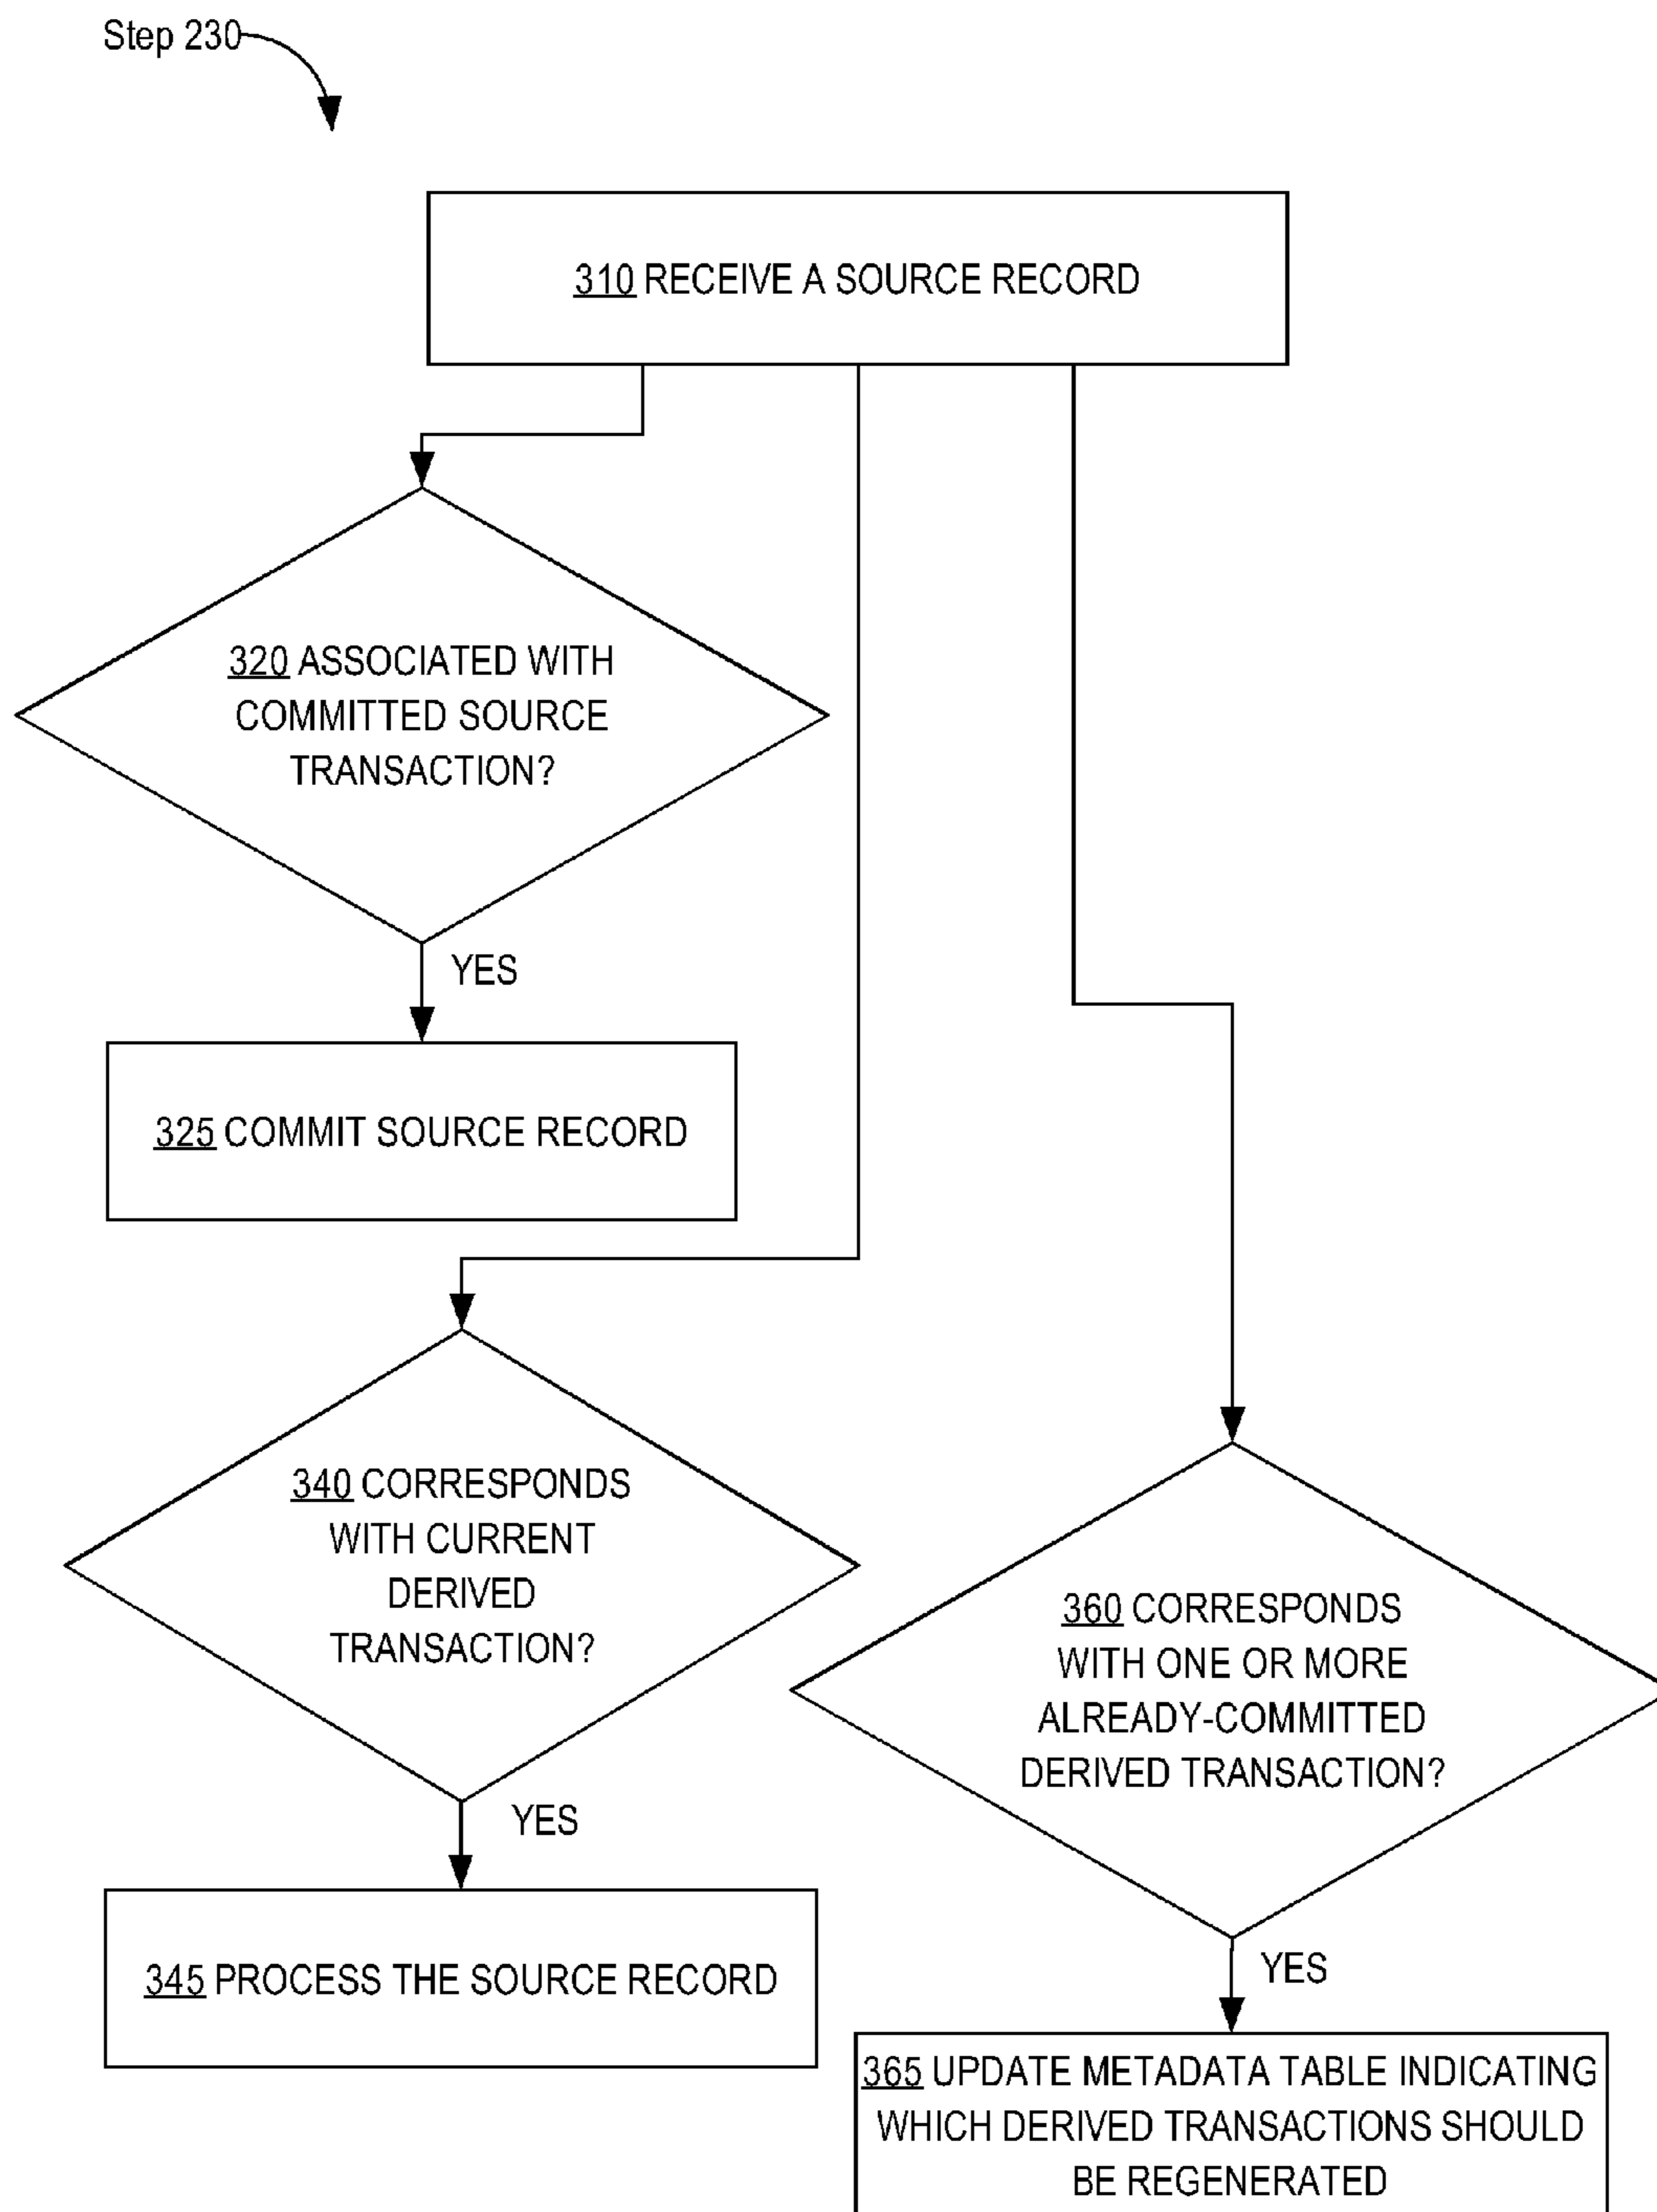 Step 230
310 RECEIVE A SOURCE RECORD
320 ASSOCIATED WITH
COMMITTED SOURCE
TRANSACTION?
YES
325 COMMIT SOURCE RECORD
340 CORRESPONDS
WITH CURRENT
DERIVED
TRANSACTION?
YES
345 PROCESS THE SOURCE RECORD
360 CORRESPONDS
WITH ONE OR MORE
ALREADY-COMMITTED
DERIVED TRANSACTION?
YES
365 UPDATE METADATA TABLE INDICATING
WHICH DERIVED TRANSACTIONS SHOULD
BE REGENERATED